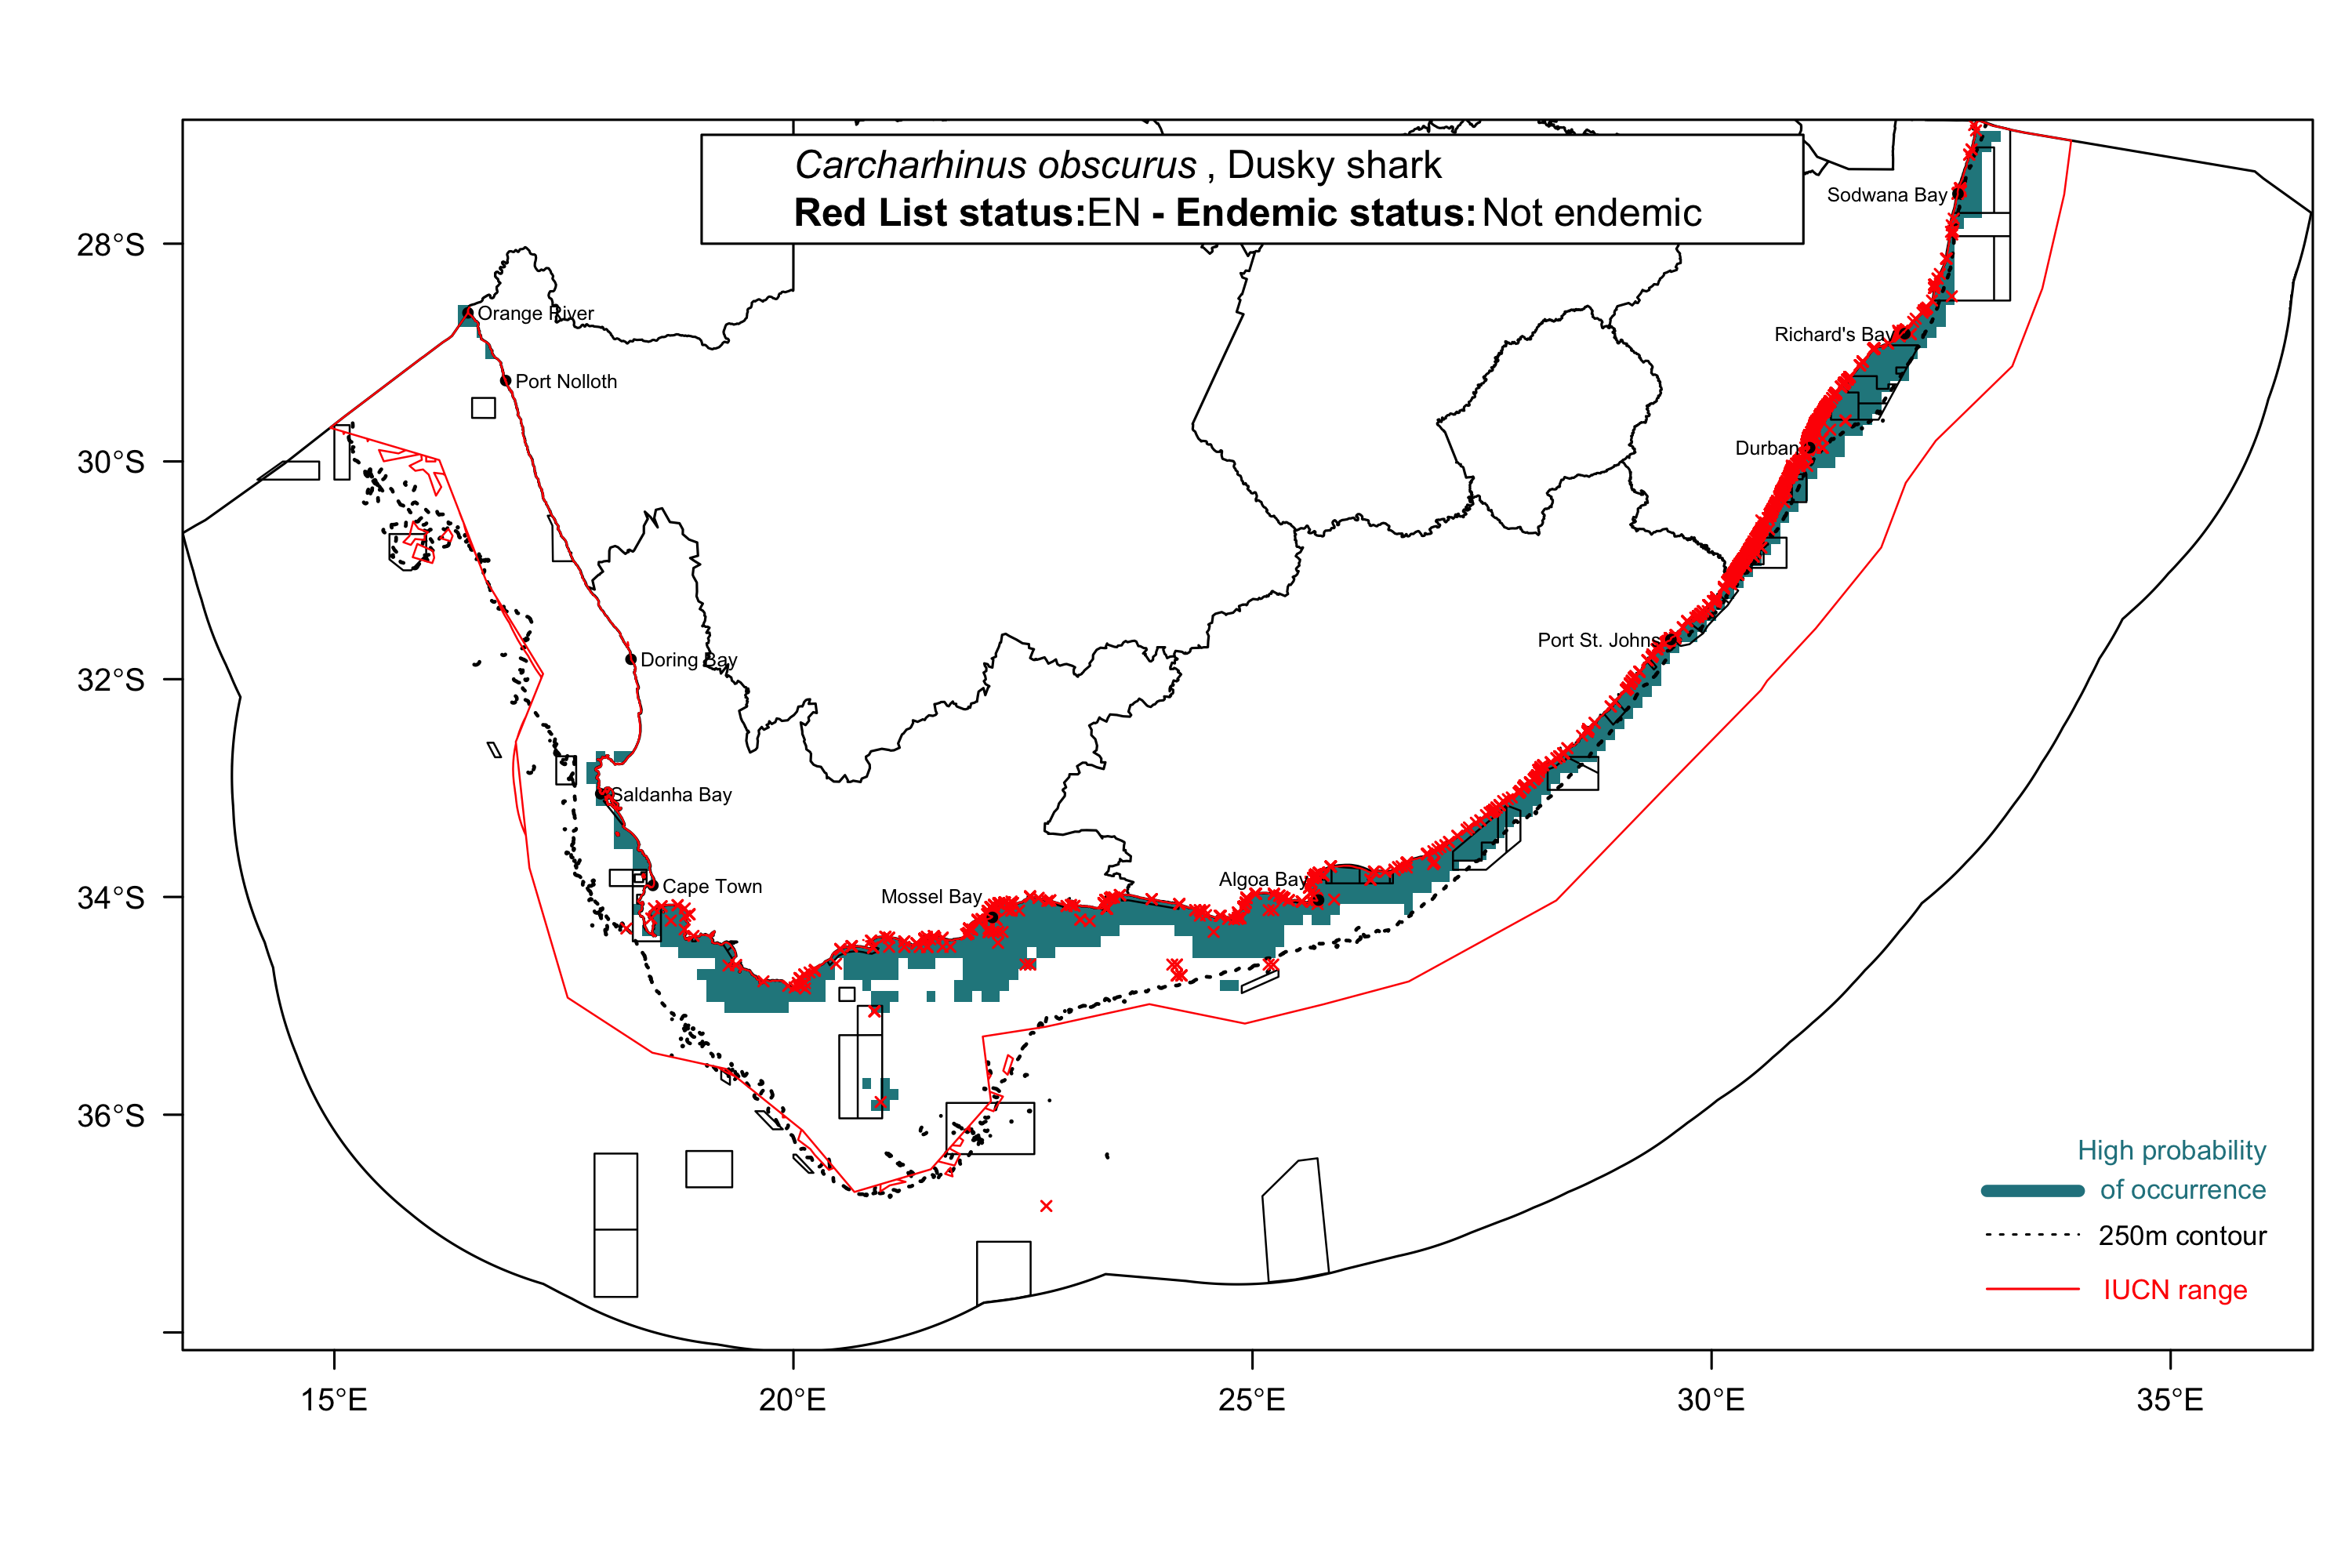 Carcharhinus obscurus , Dusky shark
Red List status:EN - Endemic status: Not endemic
Sodwana Bay
28°S
Orange River
Richard's Bay
Port Nolloth
Durban
30°S
Port St. Johns
Doring Bay
32°S
Saldanha Bay
Algoa Bay
Cape Town
Mossel Bay
34°S
36°S
High probability
of occurrence
250m contour
IUCN range
15°E
20°E
25°E
30°E
35°E